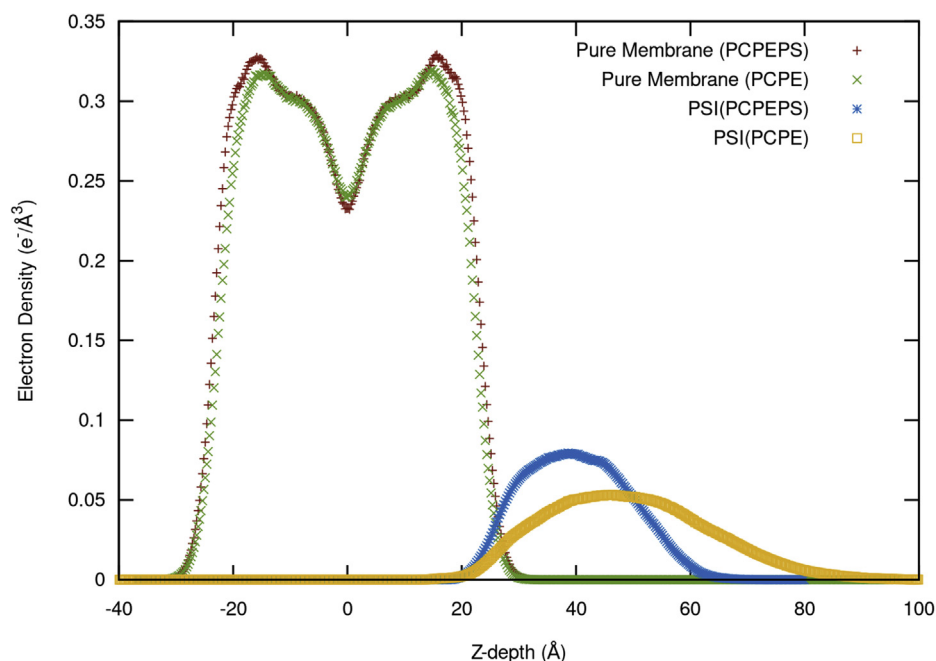 Electron Density (e⁻/Å³)
0.35
0.3
0.25
0.2
0.15
0.1
0.05
0
Pure Membrane (PCPEPS)
Pure Membrane (PCPE)
PSI(PCPEPS)
PSI(PCPE)
-40 -20 0 20 40 60 80 100
Z-depth (Å)